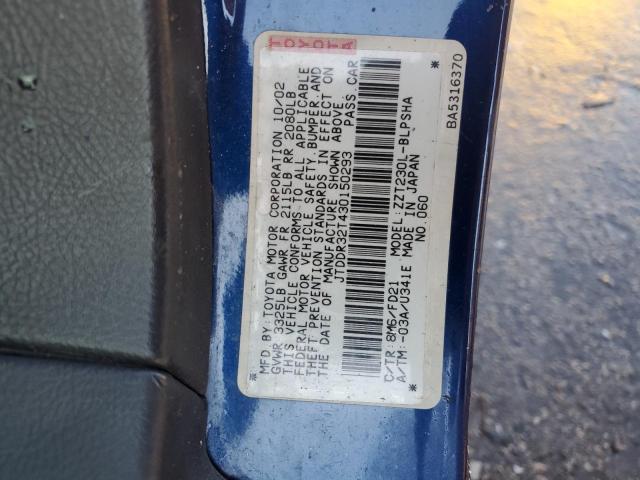 TOYOTA
MFD BY: TOYOTA MOTOR CORPORATION 10/02
GVWR 3325LB GAWR FR 2115LB RR 2080LB
THIS VEHICLE CONFORMS TO ALL APPLICABLE
FEDERAL MOTOR VEHICLE SAFETY, BUMPER, AND
THEFT PREVENTION STANDARDS IN EFFECT ON
THE DATE OF MANUFACTURE SHOWN ABOVE.
JTDDR32T430150293 PASS.CAR
C/TR: 8M6/FD21 MODEL: ZZT230L-BLPSHA
A/TM: -03A/U341E MADE IN JAPAN
NO.060
BA5316370